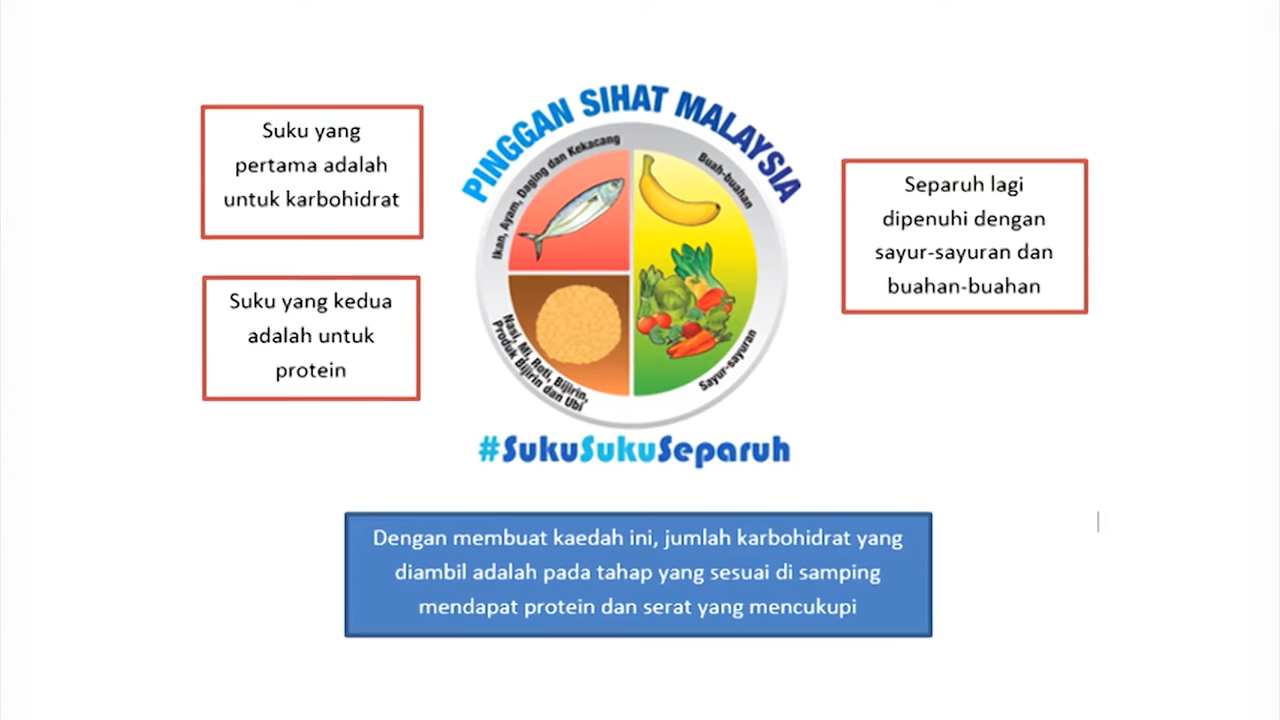 PINGGAN SIHAT MALAYSIA
Suku yang
pertama adalah
untuk karbohidrat
Suku yang kedua
adalah untuk
protein
Ikan, Ayam, Daging dan Kekacang
Buah-buahan
Nasi, Mi, Roti, Bijirin,
Produk Bijirin dan Ubi
Sayur-sayuran
Separuh lagi
dipenuhi dengan
sayur-sayuran dan
buahan-buahan
#SukuSukuSeparuh
Dengan membuat kaedah ini, jumlah karbohidrat yang
diambil adalah pada tahap yang sesuai di samping
mendapat protein dan serat yang mencukupi